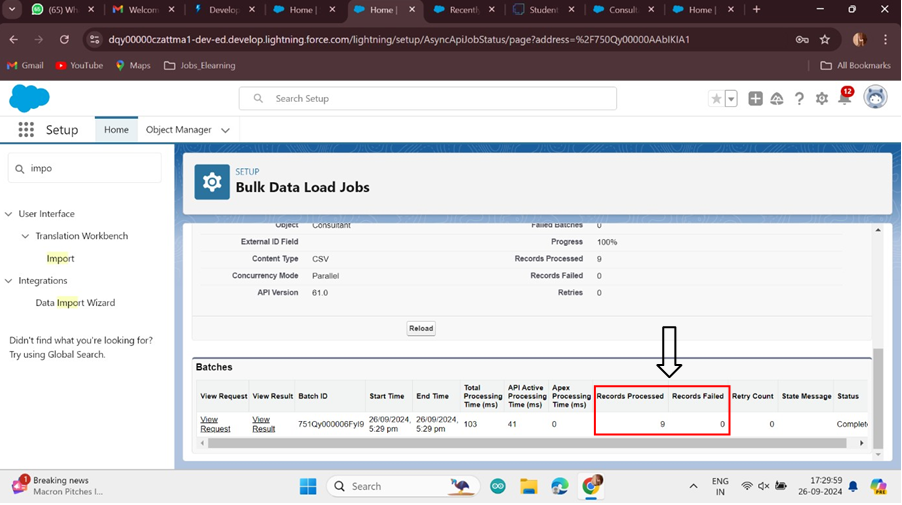 (65) Wh
Welcom
Develop
Home |
Home |
Recentl
Student
Consult
Home |
dqy00000czattma1-dev-ed.develop.lightning.force.com/lightning/setup/AsyncApiJobStatus/page?address=%2F750Qy00000AAblKIA1
Gmail YouTube Maps Jobs_Elearning All Bookmarks
Search Setup
12
Setup Home Object Manager
impo
User Interface
Translation Workbench
Import
Integrations
Data Import Wizard
Didn't find what you're looking for?
Try using Global Search.
SETUP
Bulk Data Load Jobs
Object Consultant Failed Batches 0
External ID Field Progress 100%
Content Type CSV Records Processed 9
Concurrency Mode Parallel Records Failed 0
API Version 61.0 Retries 0
Reload
Batches
View Request View Result Batch ID Start Time End Time Total Processing Time (ms) API Active Processing Time (ms) Apex Processing Time (ms) Records Processed Records Failed Retry Count State Message Status
View Request View Result 751Qy000006FyI9 26/09/2024, 5:29 pm 26/09/2024, 5:29 pm 103 41 0 9 0 0 Complet
1
Breaking news
Macron Pitches I...
Search
ENG
IN
17:29:59
26-09-2024
PRE